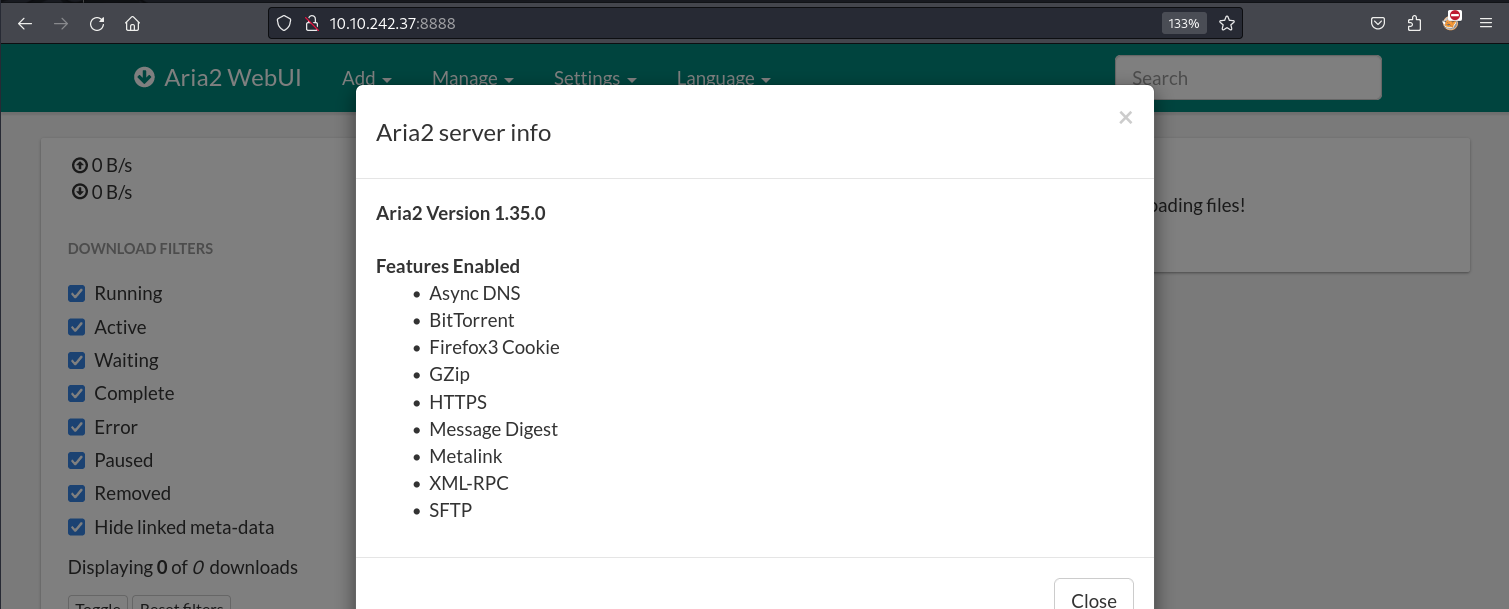 10.10.242.37:8888
133%
Aria2 WebUI
Add
Manage
Settings
Language
Search
Aria2 server info
×
0 B/s
0 B/s
Aria2 Version 1.35.0
files!
DOWNLOAD FILTERS
Features Enabled
Running
• Async DNS
Active
• BitTorrent
Waiting
• Firefox3 Cookie
• GZip
Complete
• HTTPS
Error
• Message Digest
Paused
• Metalink
Removed
• XML-RPC
Hide linked meta-data
• SFTP
Displaying 0 of 0 downloads
Toggle
Reset filters
Close